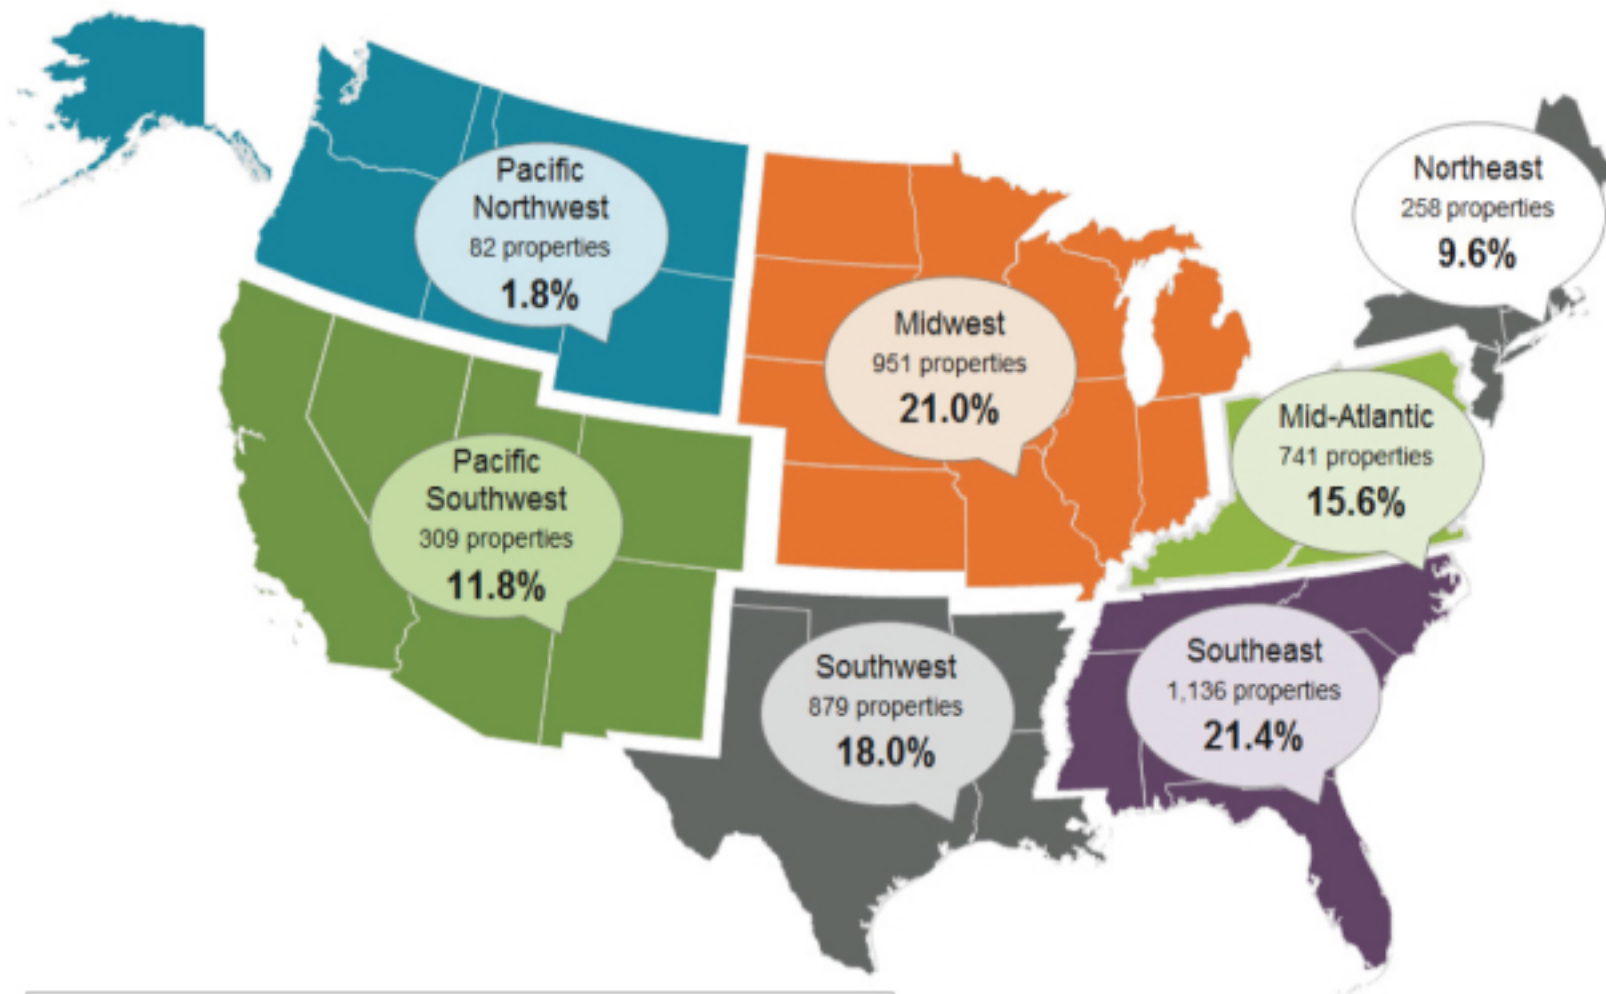 Pacific
Northwest
82 properties
1.8%
Northeast
258 properties
9.6%
Midwest
951 properties
21.0%
Mid-Atlantic
741 properties
15.6%
Pacific
Southwest
309 properties
11.8%
Southwest
879 properties
18.0%
Southeast
1,136 properties
21.4%